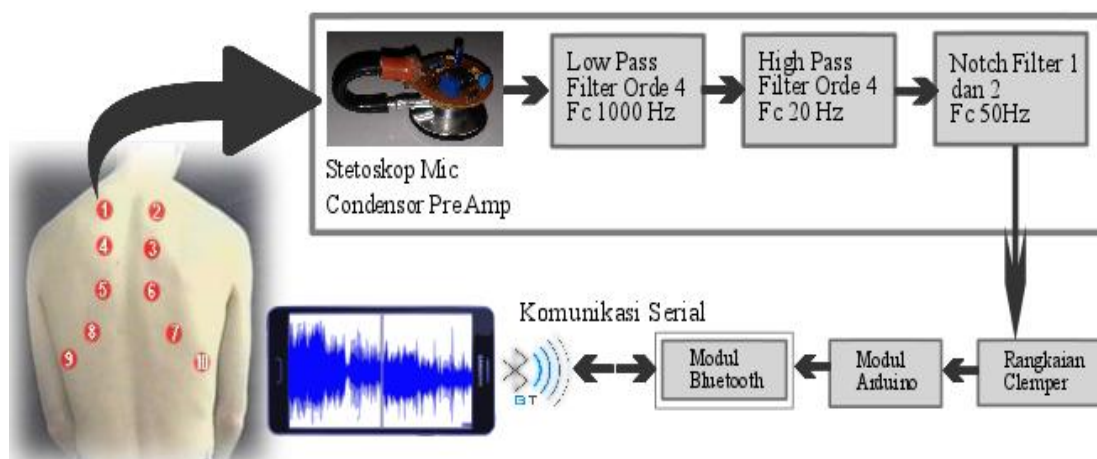 Stetoskop Mic
Condensor PreAmp
Low Pass
Filter Orde 4
Fc 1000 Hz
High Pass
Filter Orde 4
Fc 20 Hz
Notch Filter 1
dan 2
Fc 50Hz
1
2
4
3
5
6
8
7
9
10
Komunikasi Serial
BT
Modul
Bluetooth
Modul
Arduino
Rangkaian
Clemper